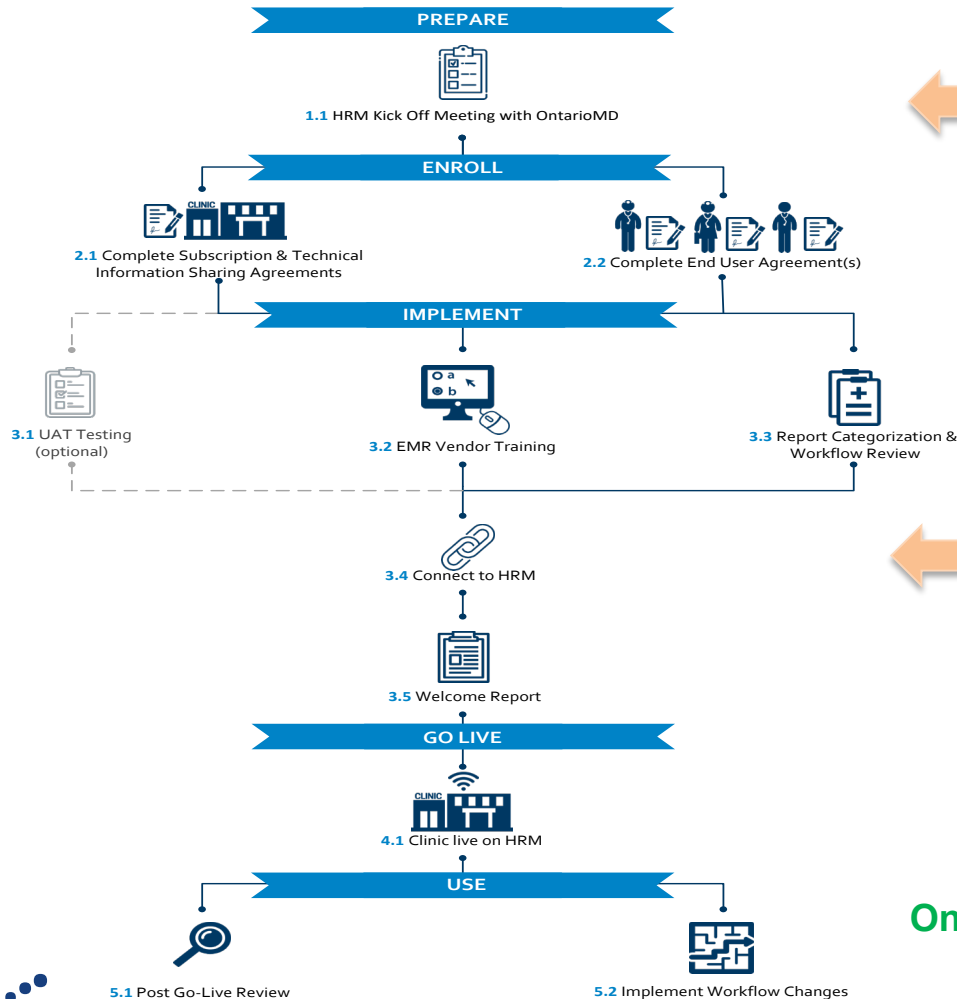 PREPARE
1.1 HRM Kick Off Meeting with OntarioMD
ENROLL
CLINIC
2.1 Complete Subscription & Technical
Information Sharing Agreements
2.2 Complete End User Agreement(s)
IMPLEMENT
a
b
3.1 UAT Testing
(optional)
3.2 EMR Vendor Training
3.3 Report Categorization &
Workflow Review
3.4 Connect to HRM
3.5 Welcome Report
GO LIVE
CLINIC
4.1 Clinic live on HRM
USE
On
5.1 Post Go-Live Review
5.2 Implement Workflow Changes